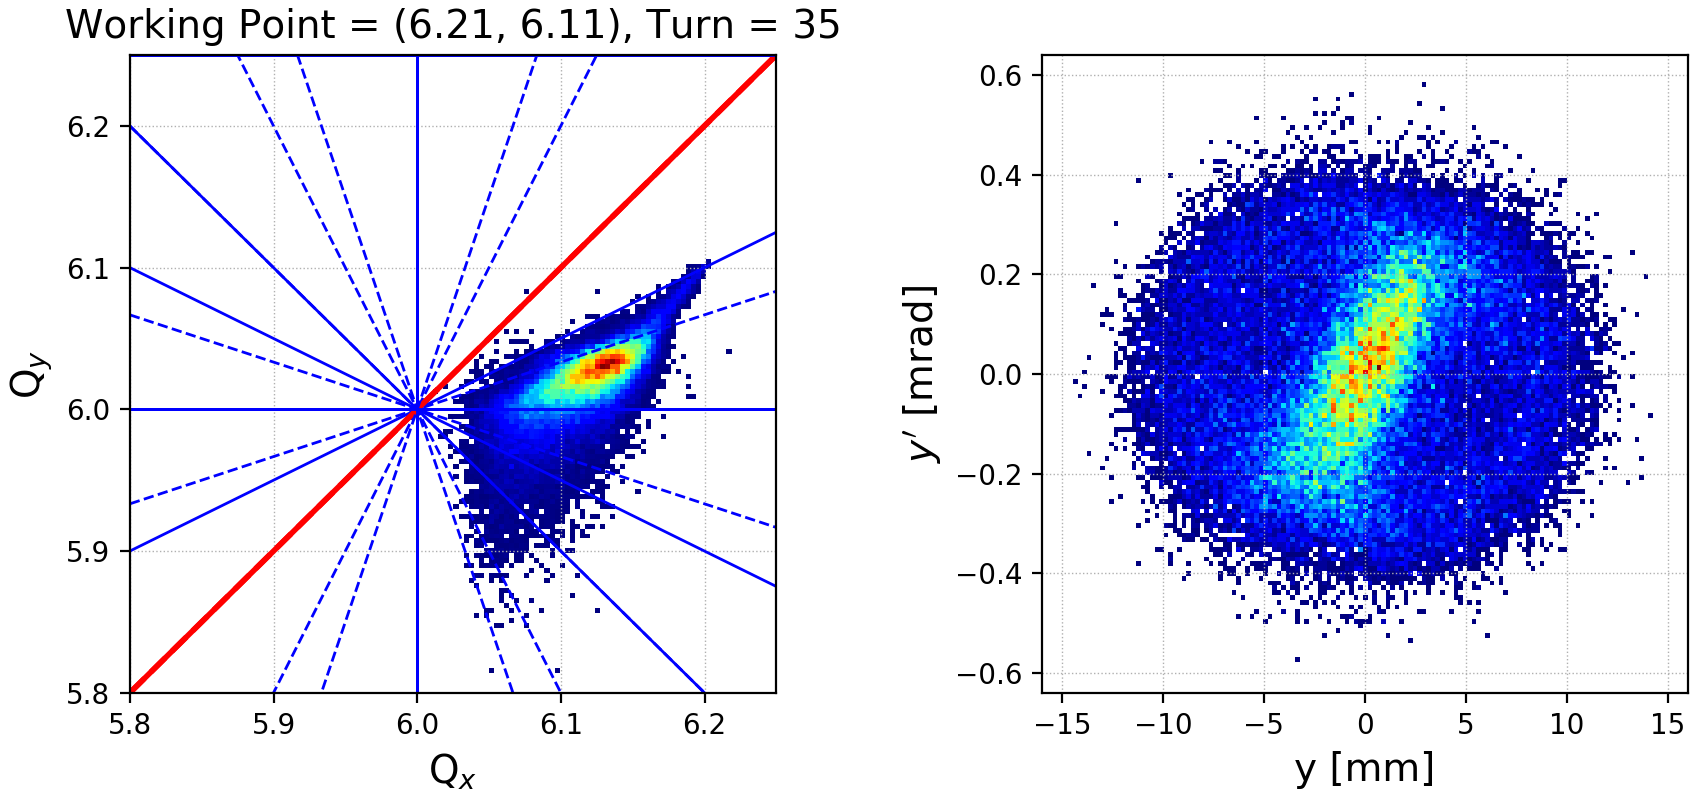 Working Point = (6.21, 6.11), Turn = 35
6.2
6.1
6.0
5.9
5.8
Q_y
5.8 5.9 6.0 6.1 6.2
Q_x
0.6
0.4
0.2
0.0
−0.2
−0.4
−0.6
y′ [mrad]
−15 −10 −5 0 5 10 15
y [mm]